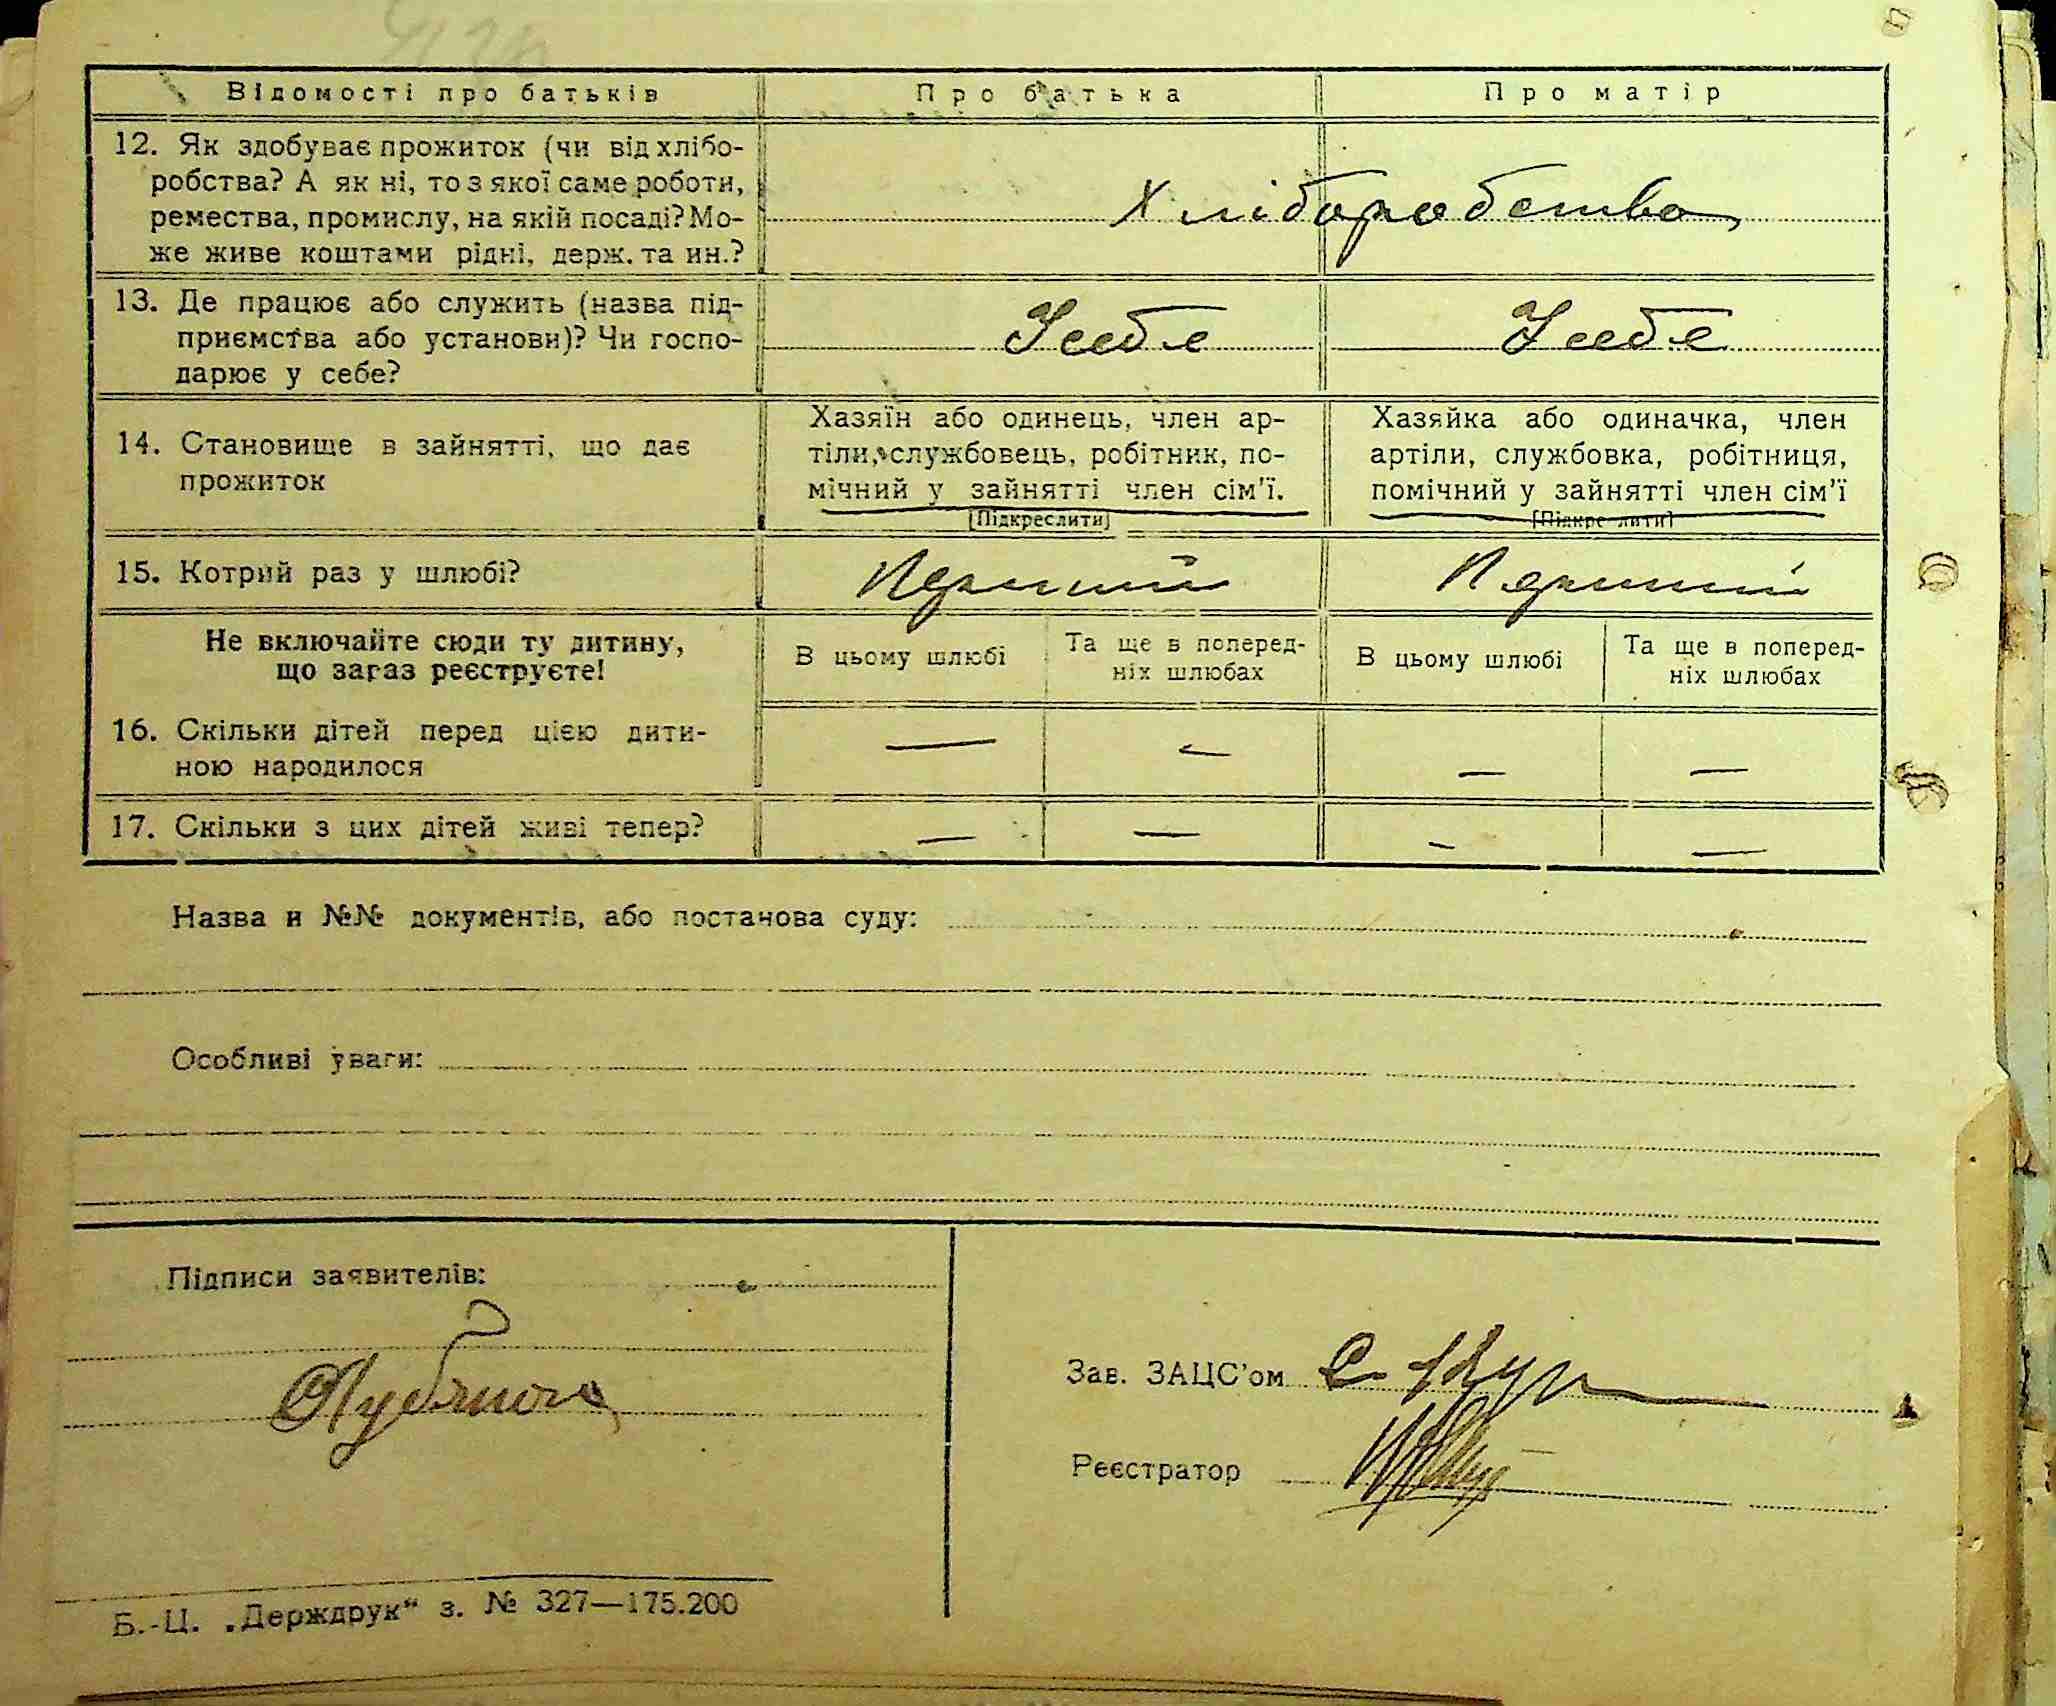 Відомості про батьків Про батька Про матір
12. Як здобуває прожиток (чи від хлібо-
робства? А як ні, то з якої саме роботи,
ремества, промислу, на якій посаді? Мо-
же живе коштами рідні, держ. та ин.?
Хліборобство
13. Де працює або служить (назва під-
приємства або установи)? Чи госпо-
дарює у себе?
У себе У себе
14. Становище в зайнятті, що дає
прожиток
Хазяїн або одинець, член ар-
тіли, службовець, робітник, по-
мічний у зайнятті член сім'ї.
[Підкреслити]
Хазяйка або одиначка, член
артіли, службовка, робітниця,
помічний у зайнятті член сім'ї
[Підкреслити]
15. Котрий раз у шлюбі? Перший Перший
Не включайте сюди ту дитину,
що зараз реєструєте!
В цьому шлюбі
Та ще в поперед-
ніх шлюбах
В цьому шлюбі
Та ще в поперед-
ніх шлюбах
16. Скільки дітей перед цією дити-
ною народилося
— — — —
17. Скільки з цих дітей живі тепер? — — — —
Назва и №№ документів, або постанова суду:
Особливі уваги:
Підписи заявителів:
Зав. ЗАЦС'ом
Реєстратор
Б.-Ц. „Держдрук“ з. № 327—175.200